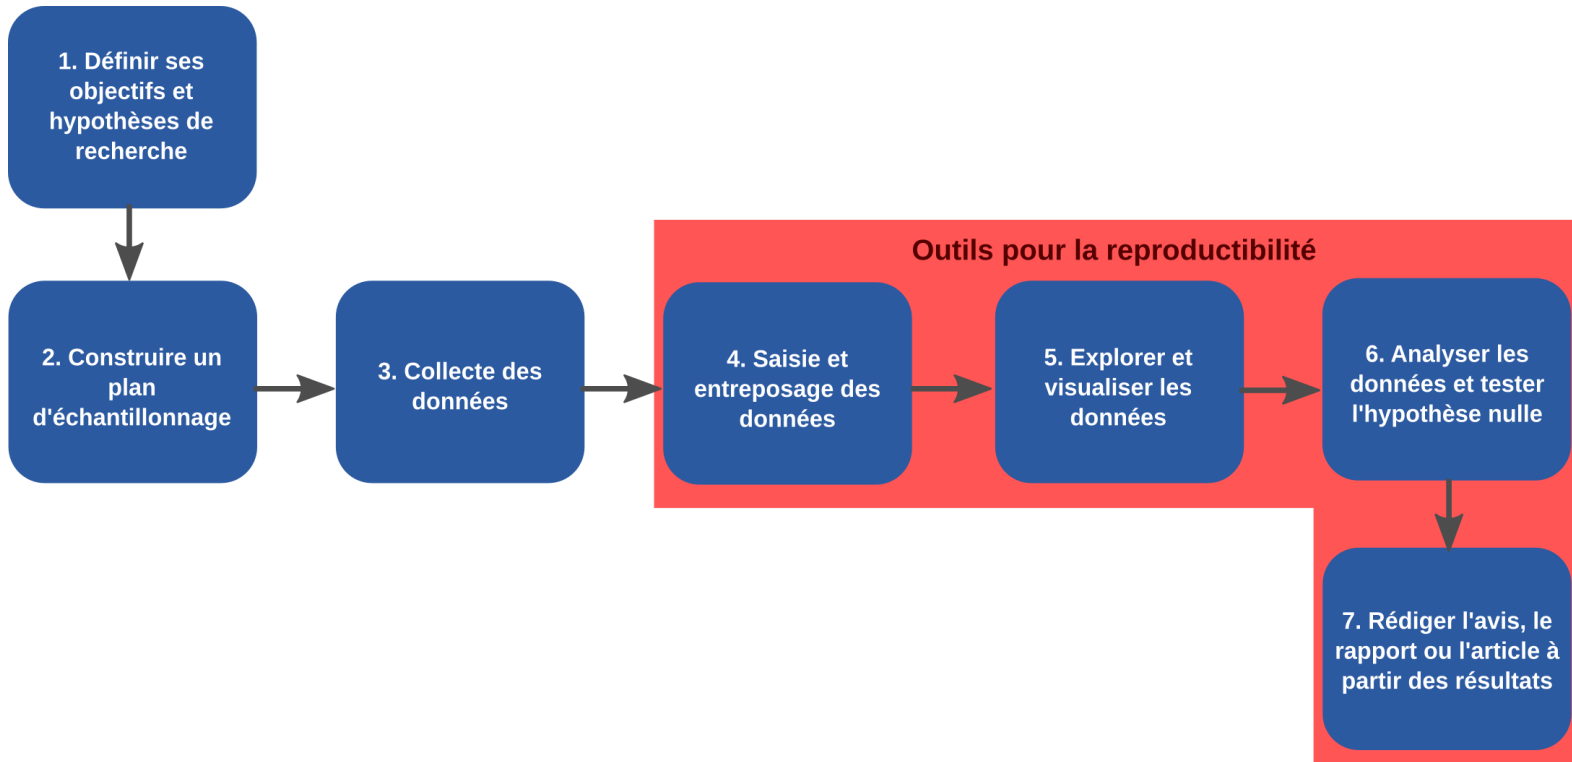 1. Définir ses
objectifs et
hypothèses de
recherche
Outils pour la reproductibilité
2. Construire un
plan
d'échantillonnage
3. Collecte des
données
4. Saisie et
entreposage des
données
5. Explorer et
visualiser les
données
6. Analyser les
données et tester
l'hypothèse nulle
7. Rédiger l'avis, le
rapport ou l'article à
partir des résultats